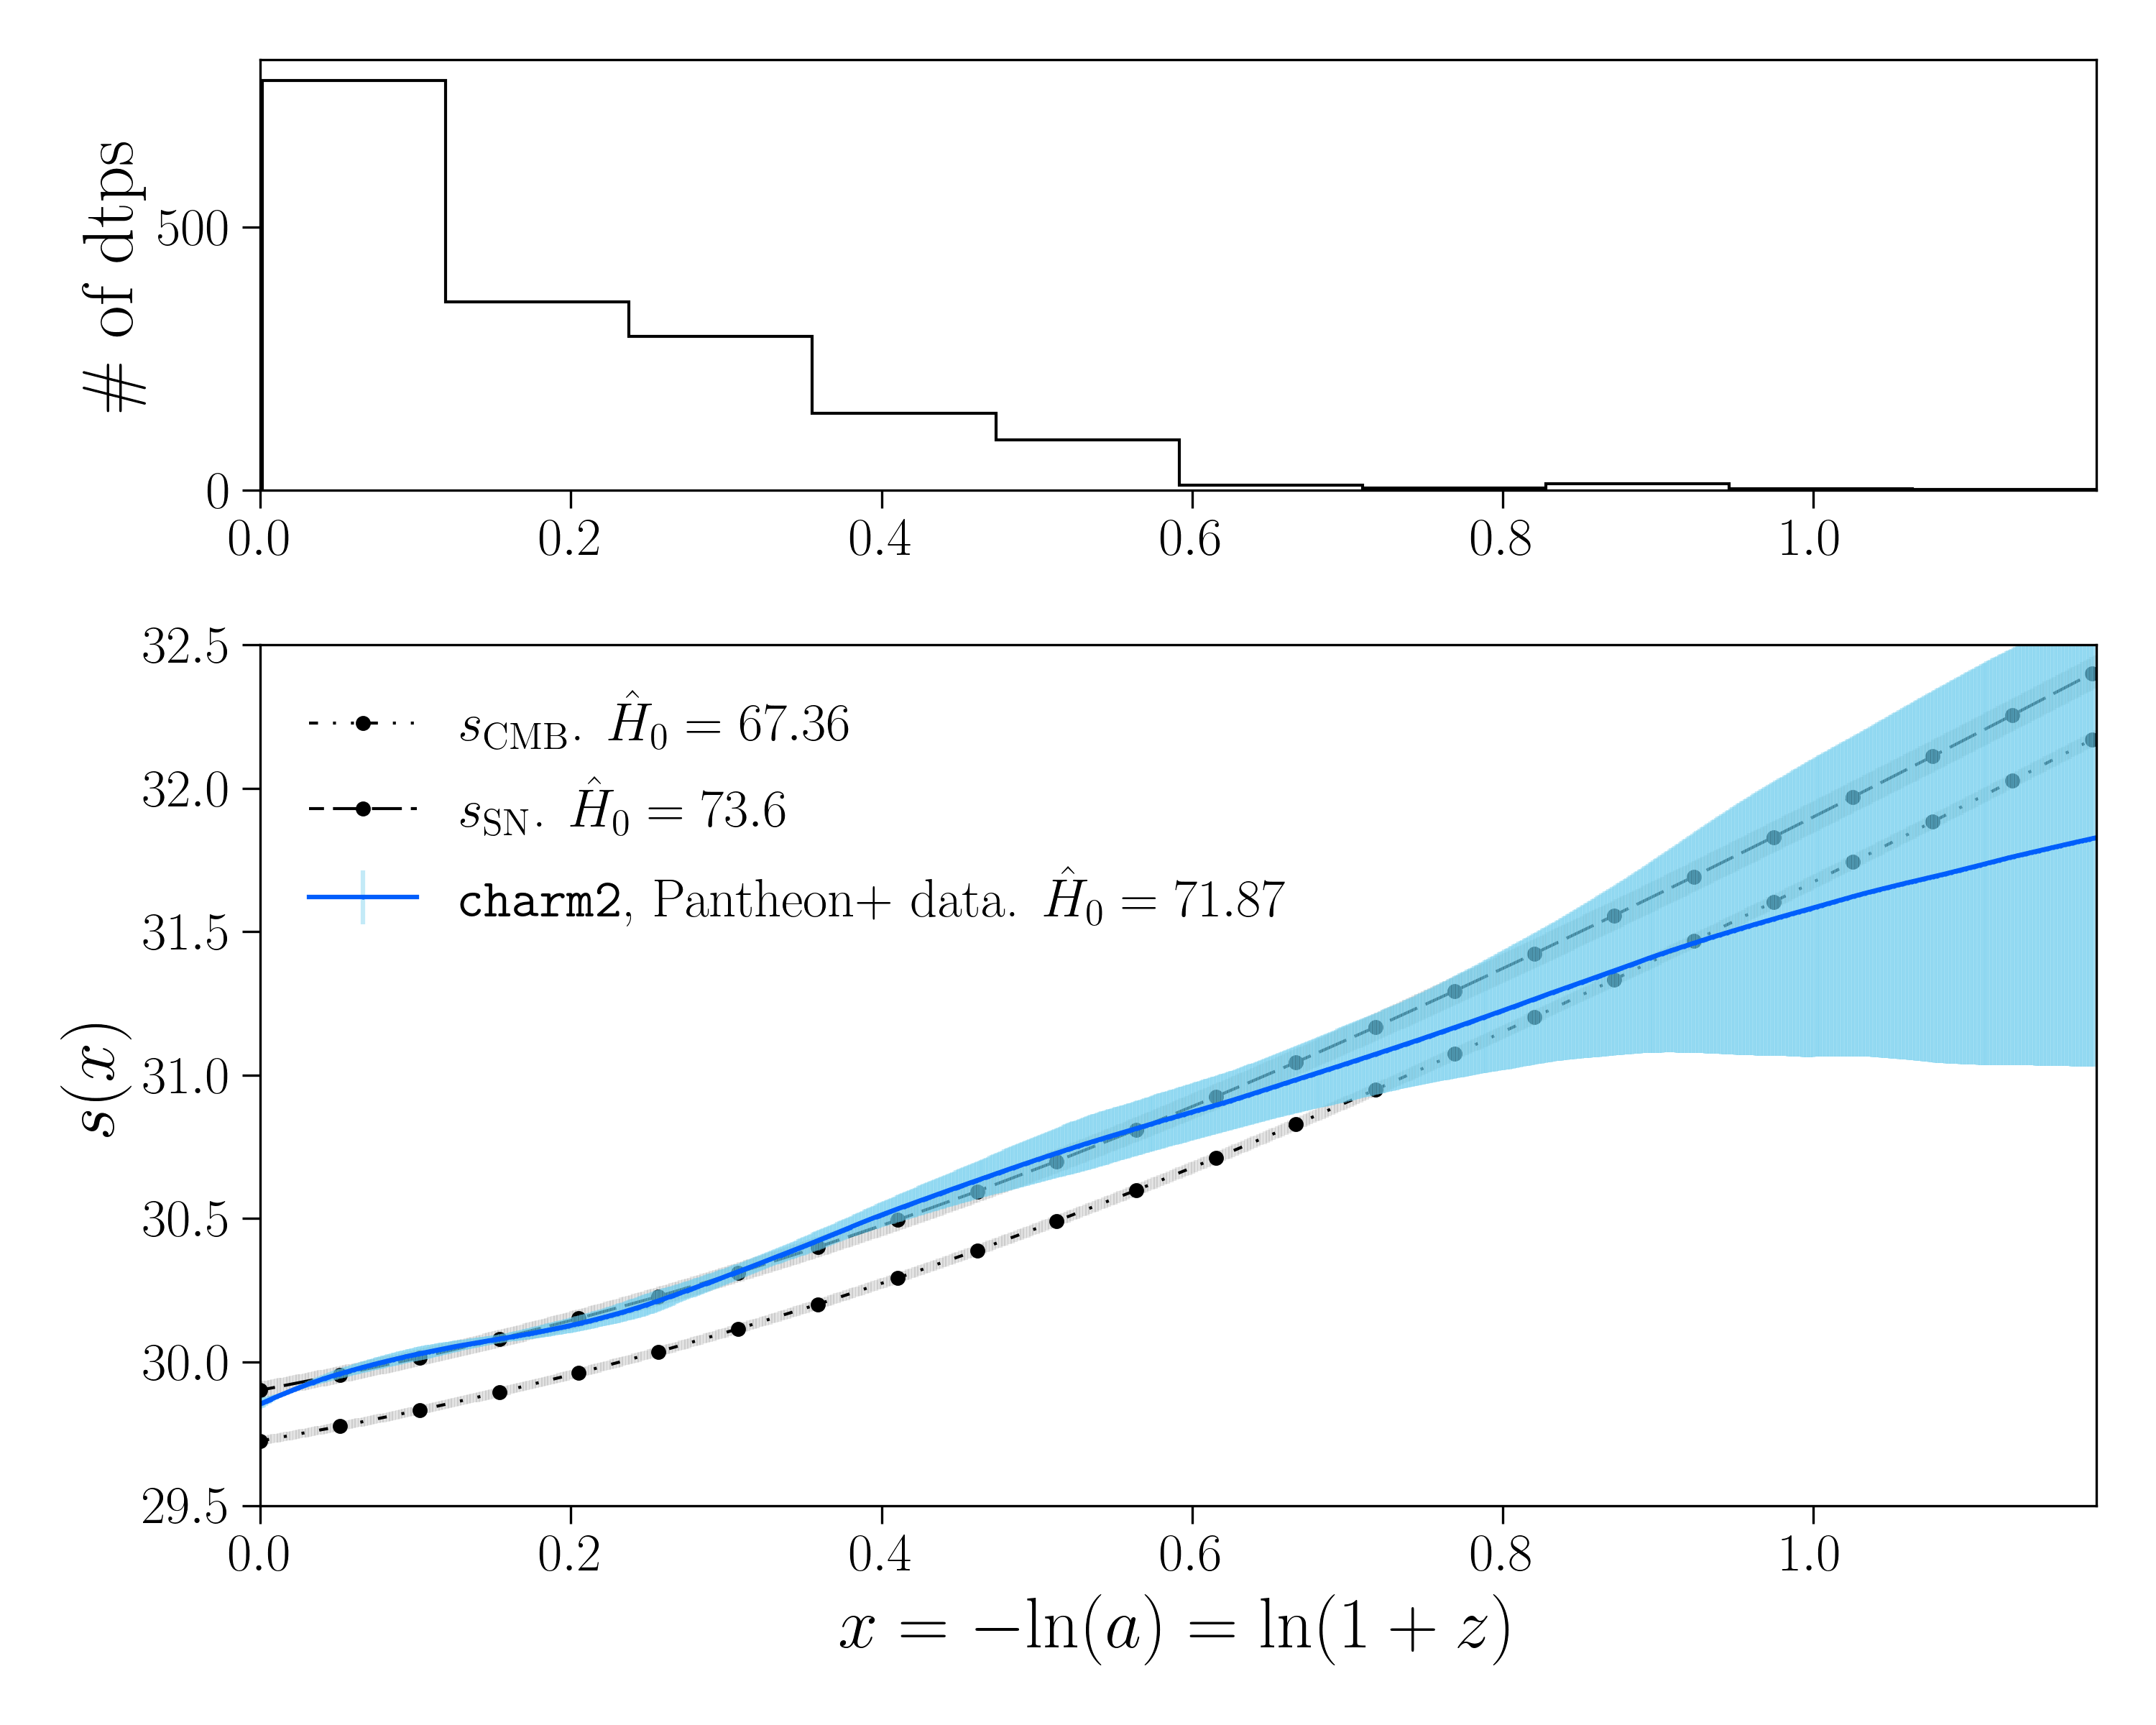 # of dtps
500
0
0.0 0.2 0.4 0.6 0.8 1.0
32.5
32.0
31.5
31.0
30.5
30.0
29.5
s(x)
s_CMB. Ĥ_0 = 67.36
s_SN. Ĥ_0 = 73.6
charm2, Pantheon+ data. Ĥ_0 = 71.87
0.0 0.2 0.4 0.6 0.8 1.0
x = −ln(a) = ln(1 + z)